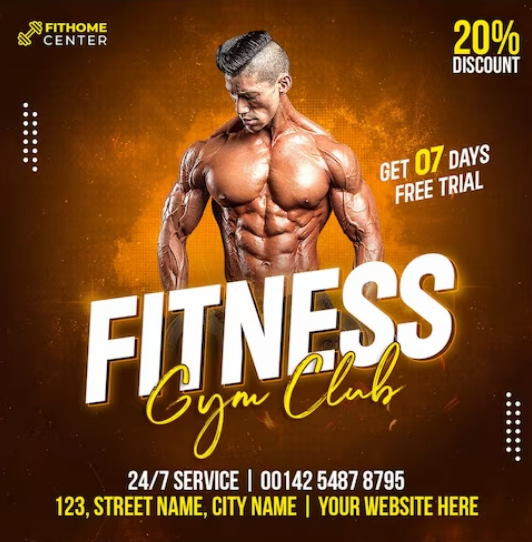 FITHOME
CENTER
20%
DISCOUNT
GET 07 DAYS
FREE TRIAL
FITNESS
Gym Club
24/7 SERVICE | 00142 5487 8795
123, STREET NAME, CITY NAME | YOUR WEBSITE HERE